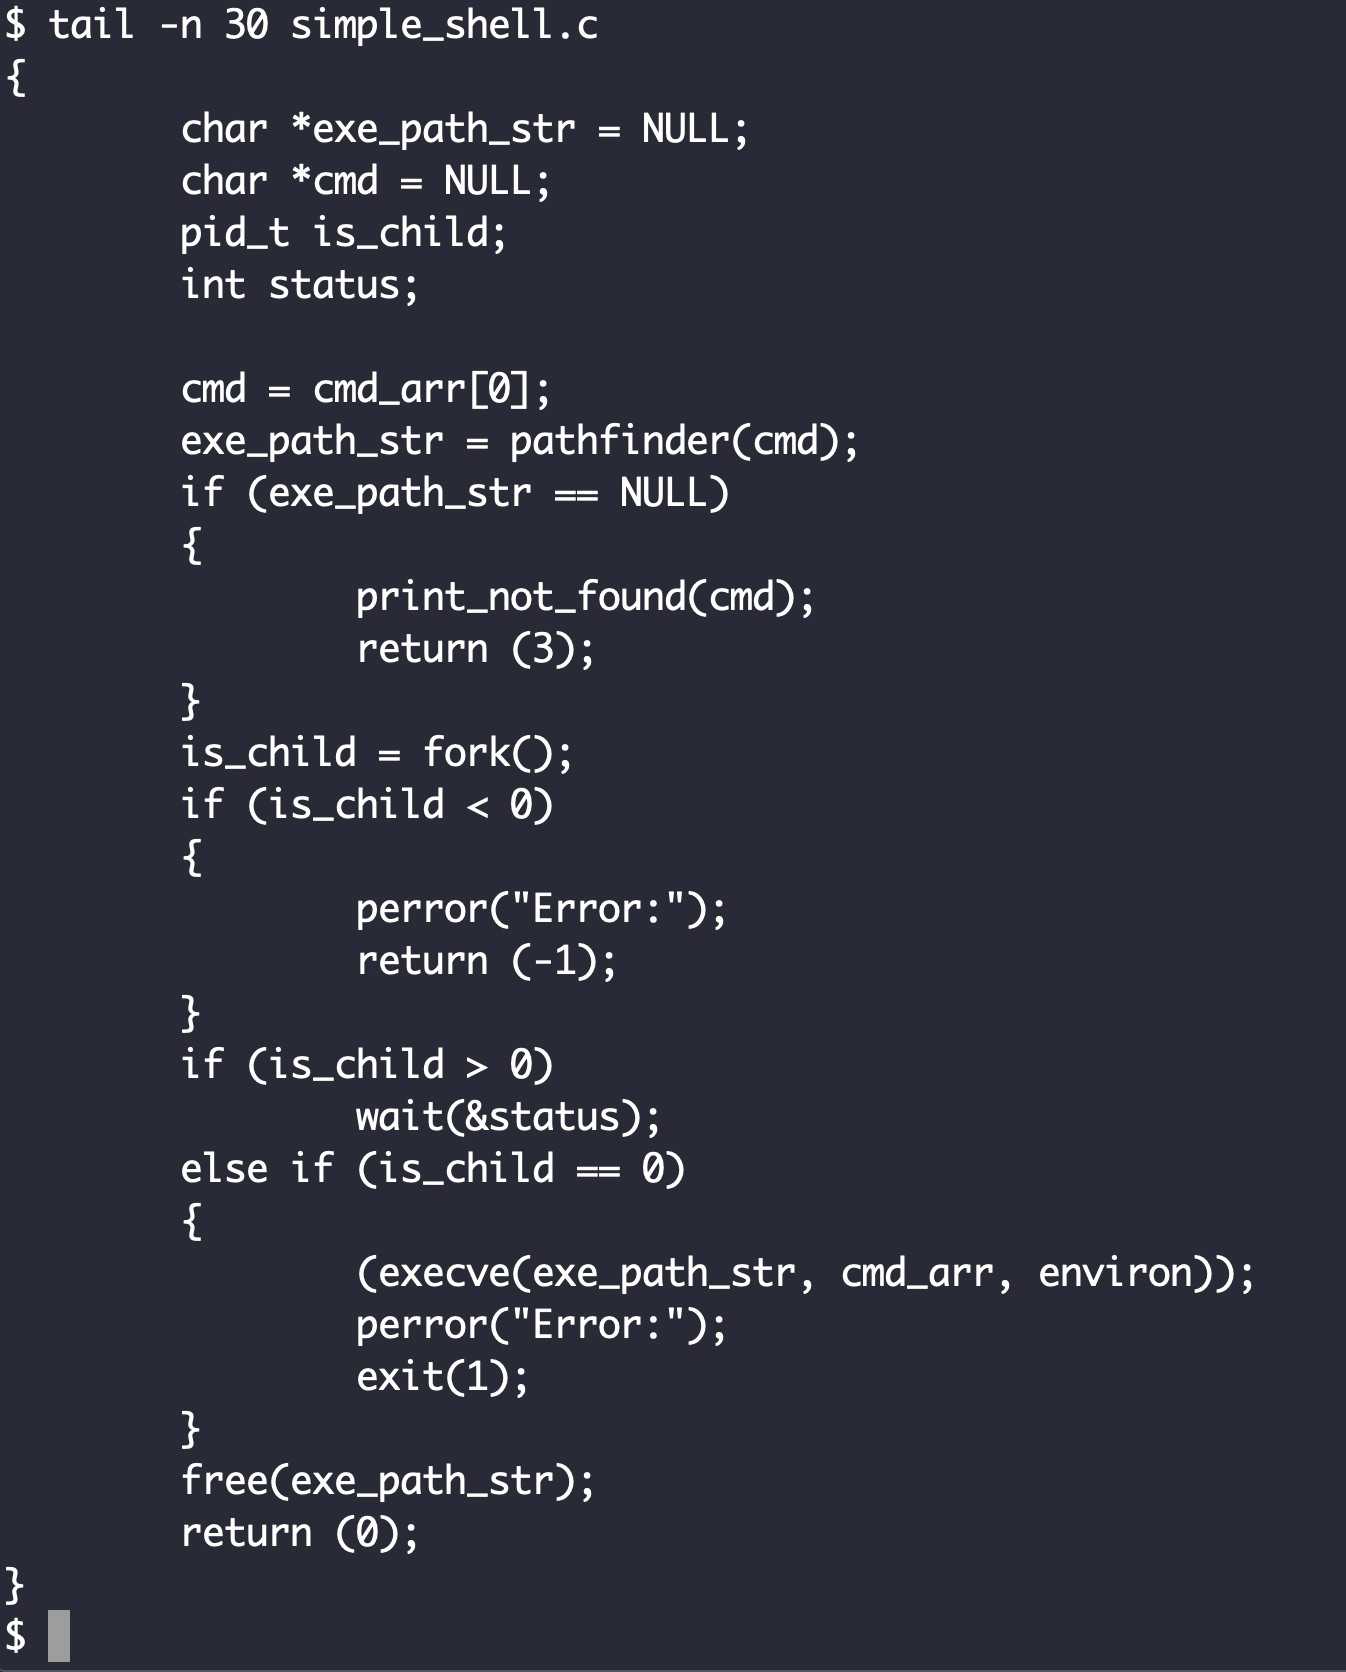 $ tail -n 30 simple_shell.c
{
        char *exe_path_str = NULL;
        char *cmd = NULL;
        pid_t is_child;
        int status;

        cmd = cmd_arr[0];
        exe_path_str = pathfinder(cmd);
        if (exe_path_str == NULL)
        {
                print_not_found(cmd);
                return (3);
        }
        is_child = fork();
        if (is_child < 0)
        {
                perror("Error:");
                return (-1);
        }
        if (is_child > 0)
                wait(&status);
        else if (is_child == 0)
        {
                (execve(exe_path_str, cmd_arr, environ));
                perror("Error:");
                exit(1);
        }
        free(exe_path_str);
        return (0);
}
$